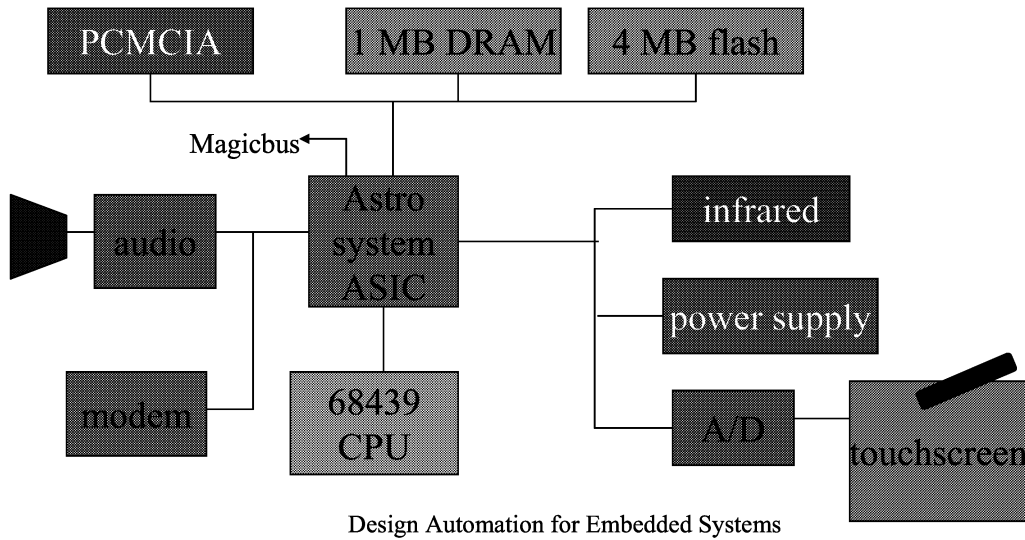 PCMCIA
1 MB DRAM
4 MB flash
Magicbus
Astro
system
ASIC
audio
infrared
power supply
modem
68439
CPU
A/D
touchscreen
Design Automation for Embedded Systems